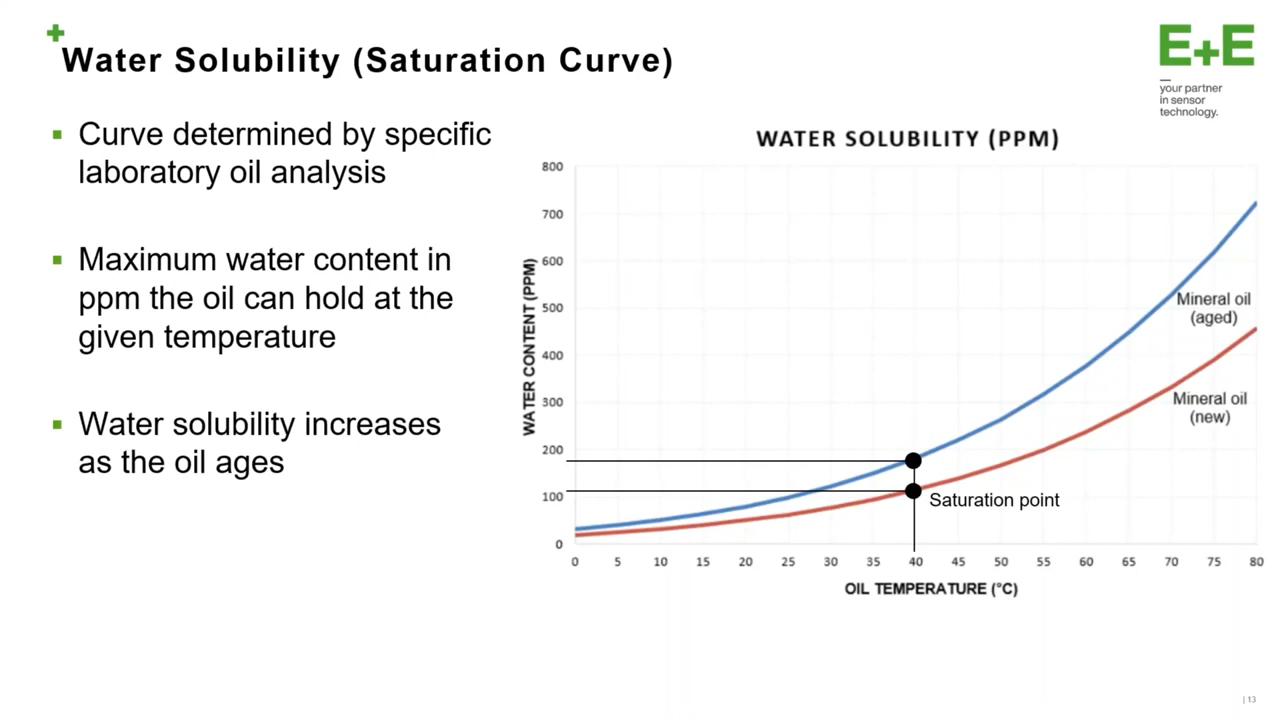 Water Solubility (Saturation Curve)
E+E
your partner
in sensor
technology.
Curve determined by specific
laboratory oil analysis
Maximum water content in
ppm the oil can hold at the
given temperature
Water solubility increases
as the oil ages
WATER SOLUBILITY (PPM)
WATER CONTENT (PPM)
800
700
600
500
400
300
200
100
0
Mineral oil
(aged)
Mineral oil
(new)
Saturation point
0 5 10 15 20 25 30 35 40 45 50 55 60 65 70 75 80
OIL TEMPERATURE (°C)
| 13